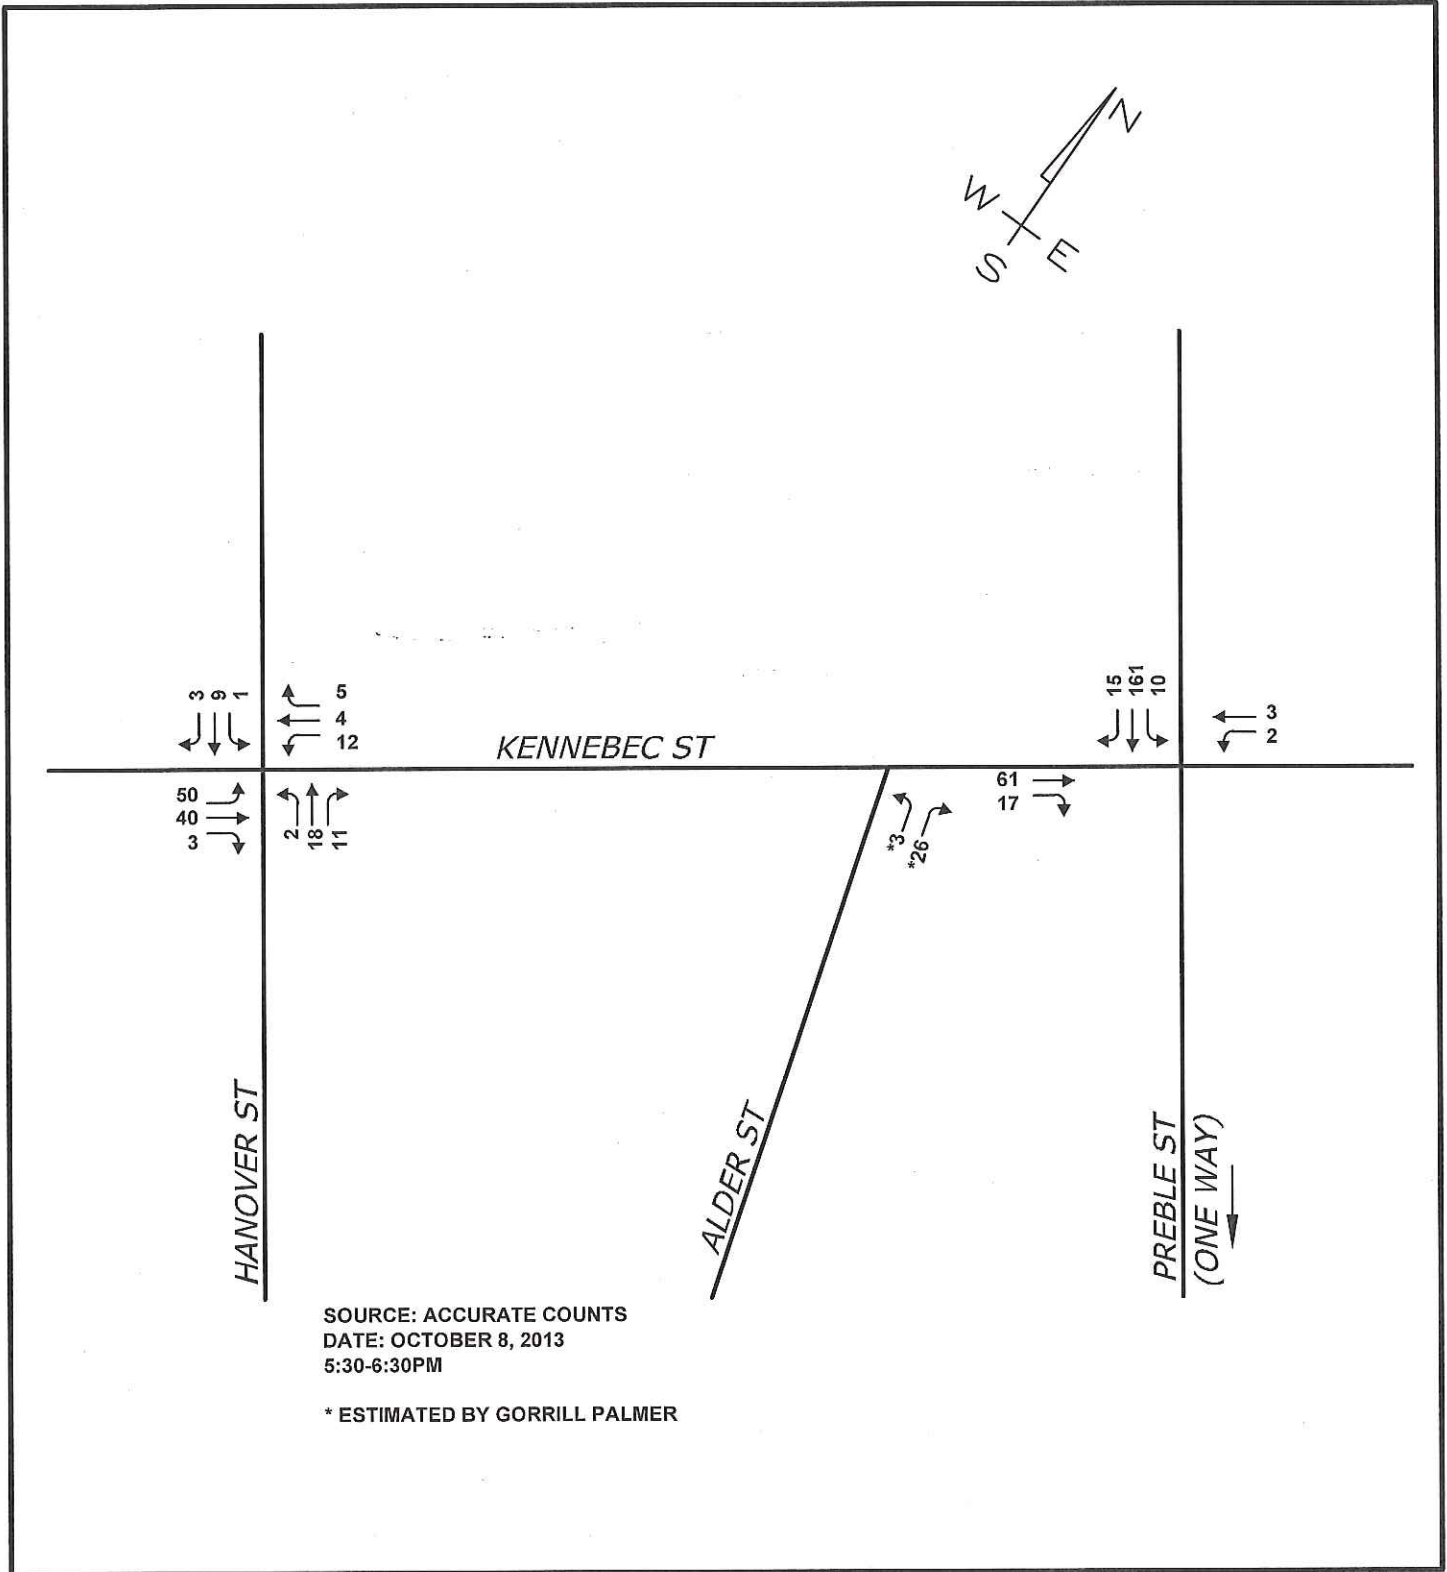 N
W
S
E
3
9
1
5
4
12
KENNEBEC ST
15
161
10
3
2
50
40
3
2
18
11
61
17
*3
*26
HANOVER ST
ALDER ST
PREBLE ST
(ONE WAY)
SOURCE: ACCURATE COUNTS
DATE: OCTOBER 8, 2013
5:30-6:30PM
* ESTIMATED BY GORRILL PALMER